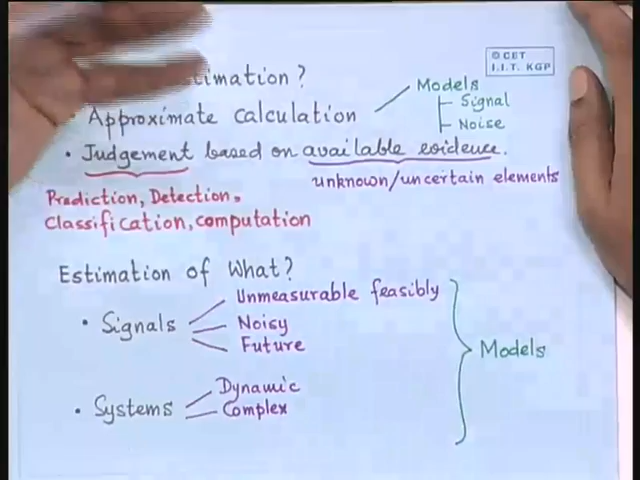 © CET
I.I.T. KGP
timation?
Models
Signal
Noise
• Approximate calculation
• Judgement based on available evidence.
unknown/uncertain elements
Prediction, Detection,
Classification, computation
Estimation of What?
Unmeasurable feasibly
• Signals
Noisy
Future
Models
Dynamic
• Systems
Complex